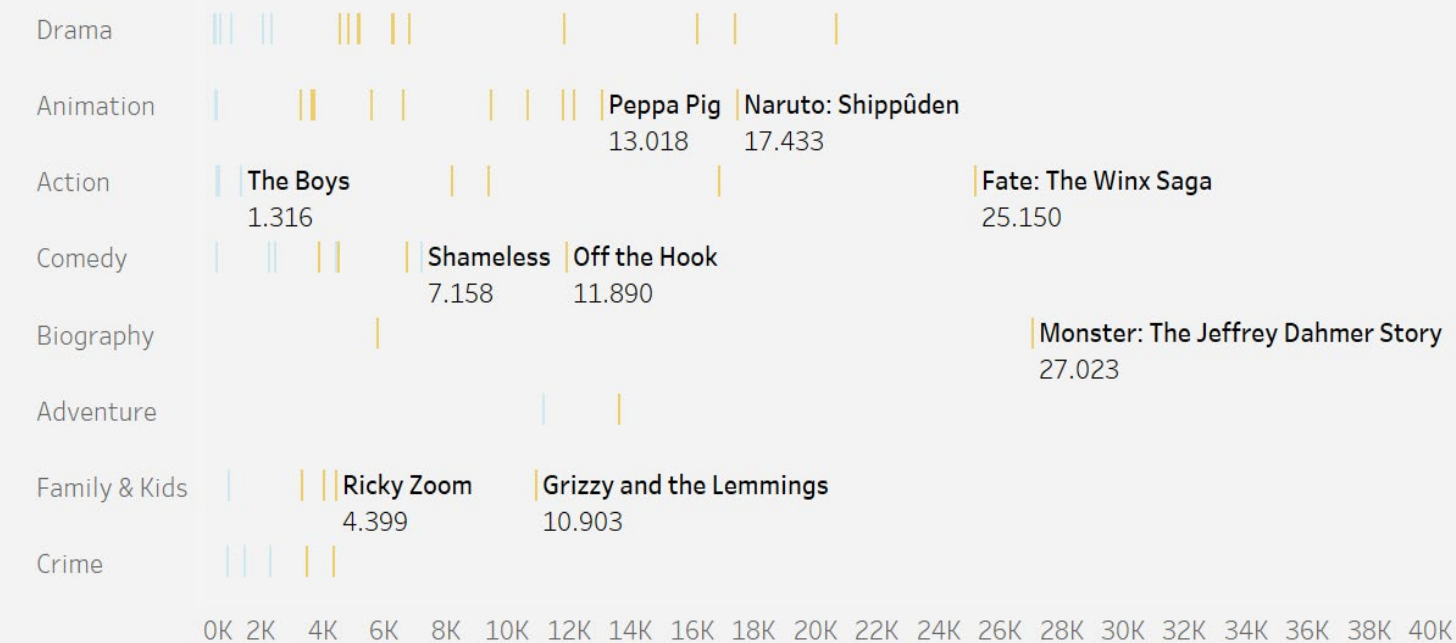 Drama
Animation
Peppa Pig Naruto: Shippûden
13.018 17.433
Action
The Boys Fate: The Winx Saga
1.316 25.150
Comedy
Shameless Off the Hook
7.158 11.890
Biography
Monster: The Jeffrey Dahmer Story
27.023
Adventure
Family & Kids
Ricky Zoom Grizzy and the Lemmings
4.399 10.903
Crime
0K 2K 4K 6K 8K 10K 12K 14K 16K 18K 20K 22K 24K 26K 28K 30K 32K 34K 36K 38K 40K